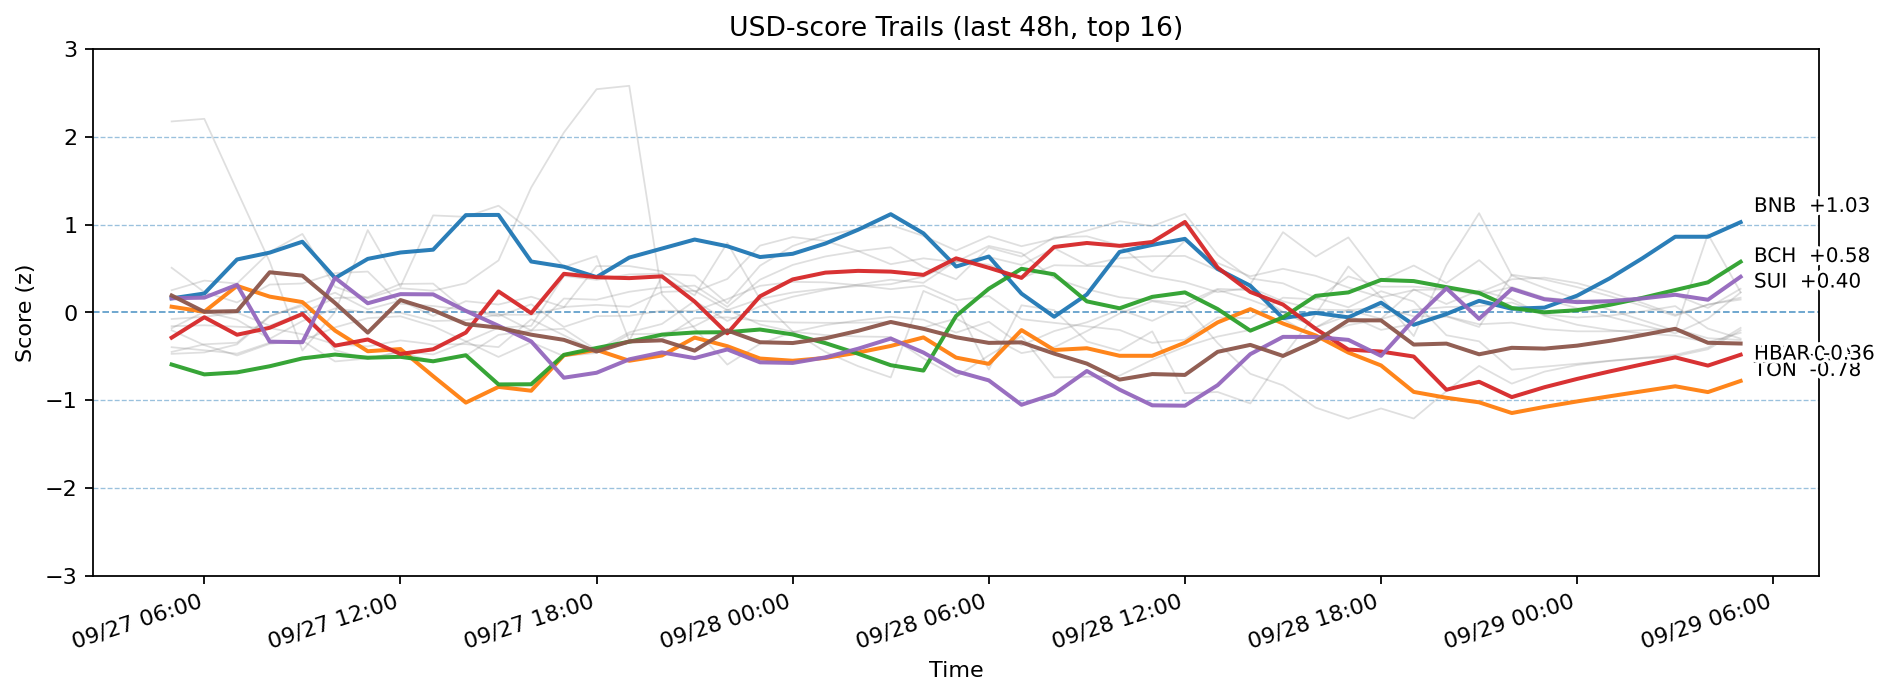 USD-score Trails (last 48h, top 16)
Score (z)
3
2
1
0
−1
−2
−3
BNB +1.03
BCH +0.58
SUI +0.40
HBAR -0.36
TON -0.78
09/27 06:00
09/27 12:00
09/27 18:00
09/28 00:00
09/28 06:00
09/28 12:00
09/28 18:00
09/29 00:00
09/29 06:00
Time